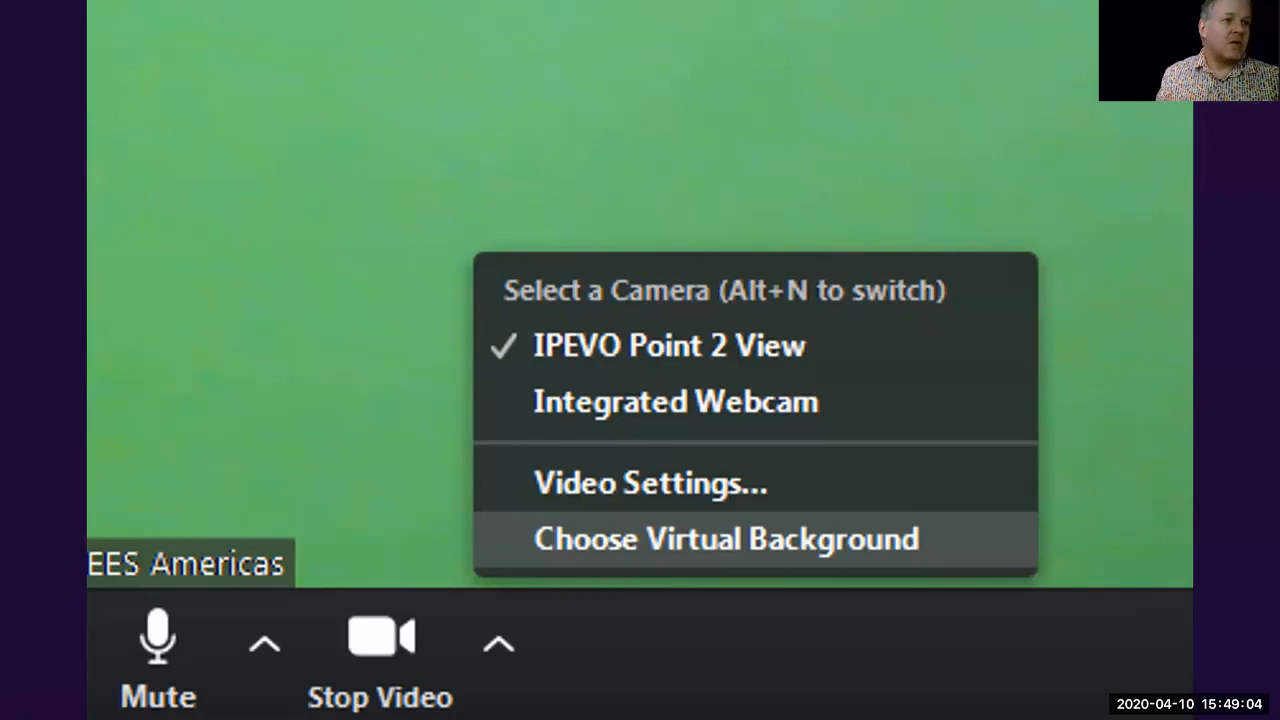 Select a Camera (Alt+N to switch)
IPEVO Point 2 View
Integrated Webcam
Video Settings...
Choose Virtual Background
EES Americas
Mute
Stop Video
2020-04-10 15:49:04